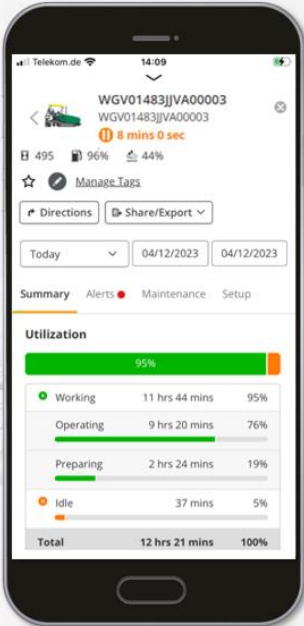 Telekom.de 14:09
WGV01483JJVA00003
WGV01483JJVA00003
8 mins 0 sec
495 96% 44%
Manage Tags
Directions Share/Export
Today 04/12/2023 04/12/2023
Summary Alerts Maintenance Setup
Utilization
95%
Working 11 hrs 44 mins 95%
Operating 9 hrs 20 mins 76%
Preparing 2 hrs 24 mins 19%
Idle 37 mins 5%
Total 12 hrs 21 mins 100%